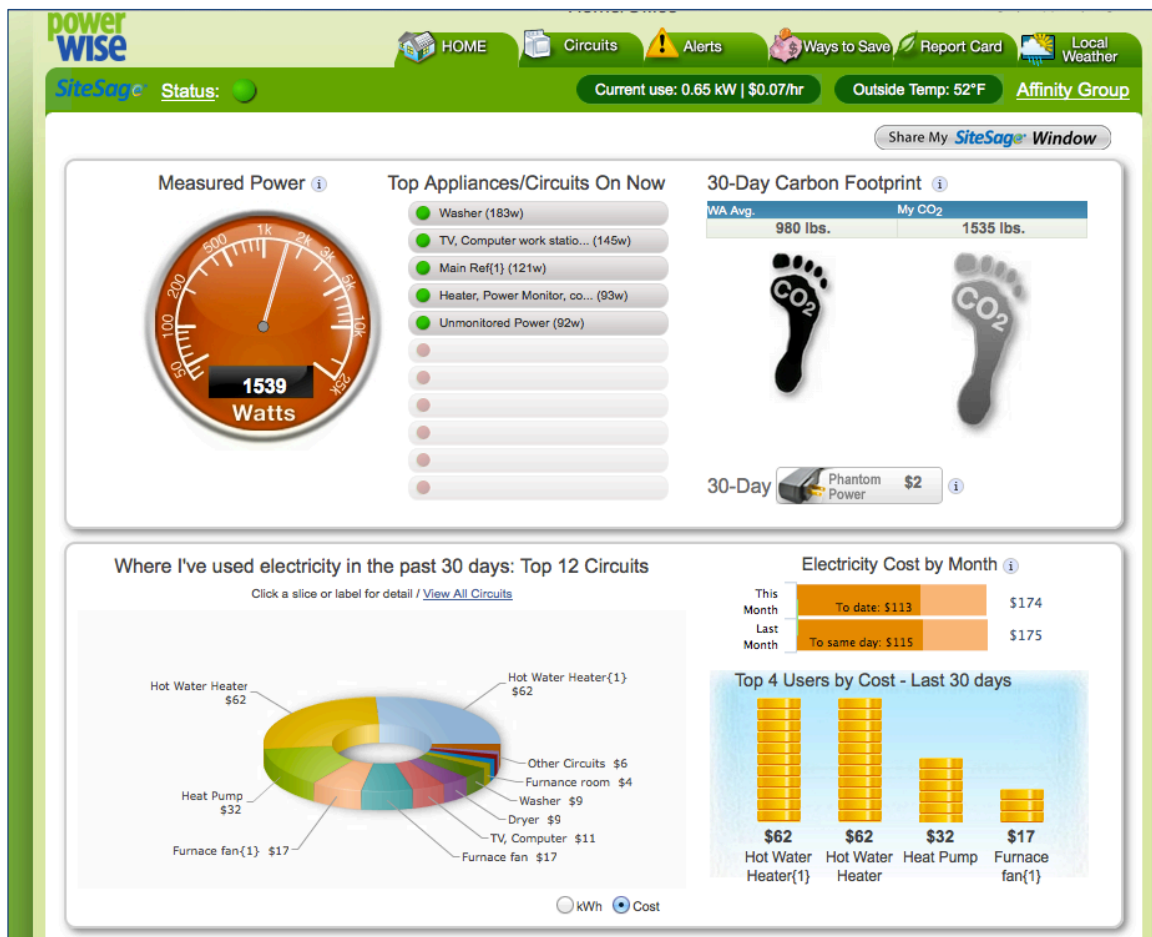 power
WISE
HOME
Circuits
Alerts
Ways to Save
Report Card
Local
Weather
SiteSage
Status:
Current use: 0.65 kW | $0.07/hr
Outside Temp: 52°F
Affinity Group
Share My SiteSage Window
Measured Power i
50
100
200
500
1k
2k
3k
5k
10k
25k
1539
Watts
Top Appliances/Circuits On Now
Washer (183w)
TV, Computer work statio... (145w)
Main Ref{1} (121w)
Heater, Power Monitor, co... (93w)
Unmonitored Power (92w)
30-Day Carbon Footprint i
WA Avg. My CO2
980 lbs. 1535 lbs.
CO2
CO2
30-Day
Phantom
Power
$2
i
Where I've used electricity in the past 30 days: Top 12 Circuits
Click a slice or label for detail / View All Circuits
Hot Water Heater
$62
Hot Water Heater{1}
$62
Heat Pump
$32
Furnace fan{1} $17
Other Circuits $6
Furnance room $4
Washer $9
Dryer $9
TV, Computer $11
Furnace fan $17
kWh
Cost
Electricity Cost by Month i
This
Month
To date: $113
$174
Last
Month
To same day: $115
$175
Top 4 Users by Cost - Last 30 days
$62
Hot Water
Heater{1}
$62
Hot Water
Heater
$32
Heat Pump
$17
Furnace
fan{1}